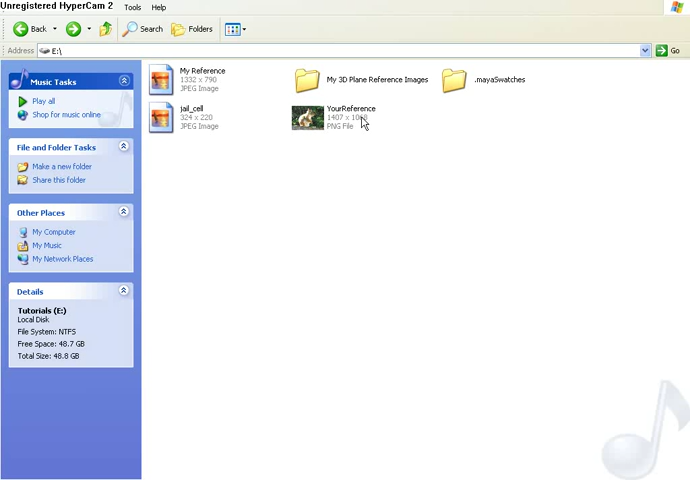 Unregistered HyperCam 2 Tools Help
Back Search Folders
Address E:\ Go
Music Tasks
Play all
Shop for music online
File and Folder Tasks
Make a new folder
Share this folder
Other Places
My Computer
My Music
My Network Places
Details
Tutorials (E:)
Local Disk
File System: NTFS
Free Space: 48.7 GB
Total Size: 48.8 GB
My Reference
1332 x 790
JPEG Image
My 3D Plane Reference Images
.mayaSwatches
jail_cell
324 x 220
JPEG Image
YourReference
1407 x
PNG File